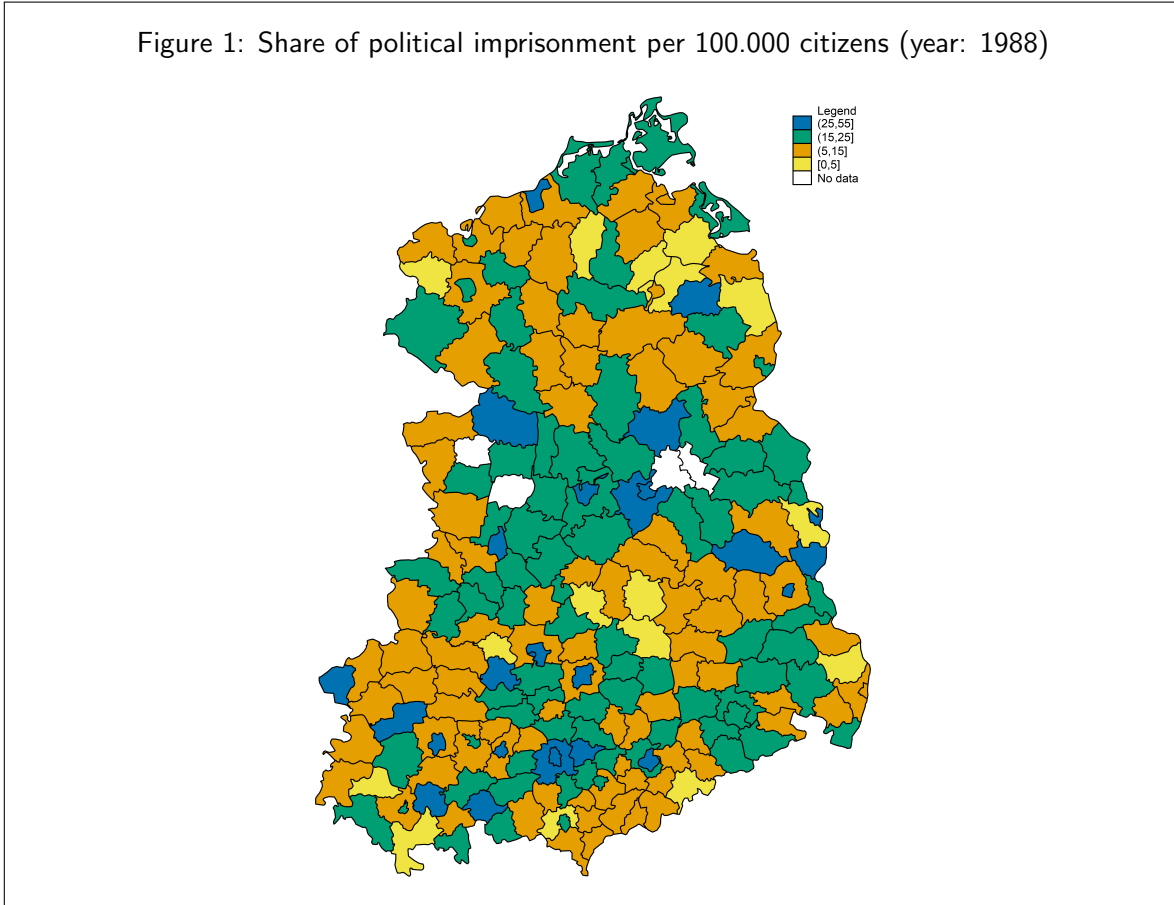 Figure 1: Share of political imprisonment per 100.000 citizens (year: 1988)
Legend
(25,55]
(15,25]
(5,15]
[0,5]
No data